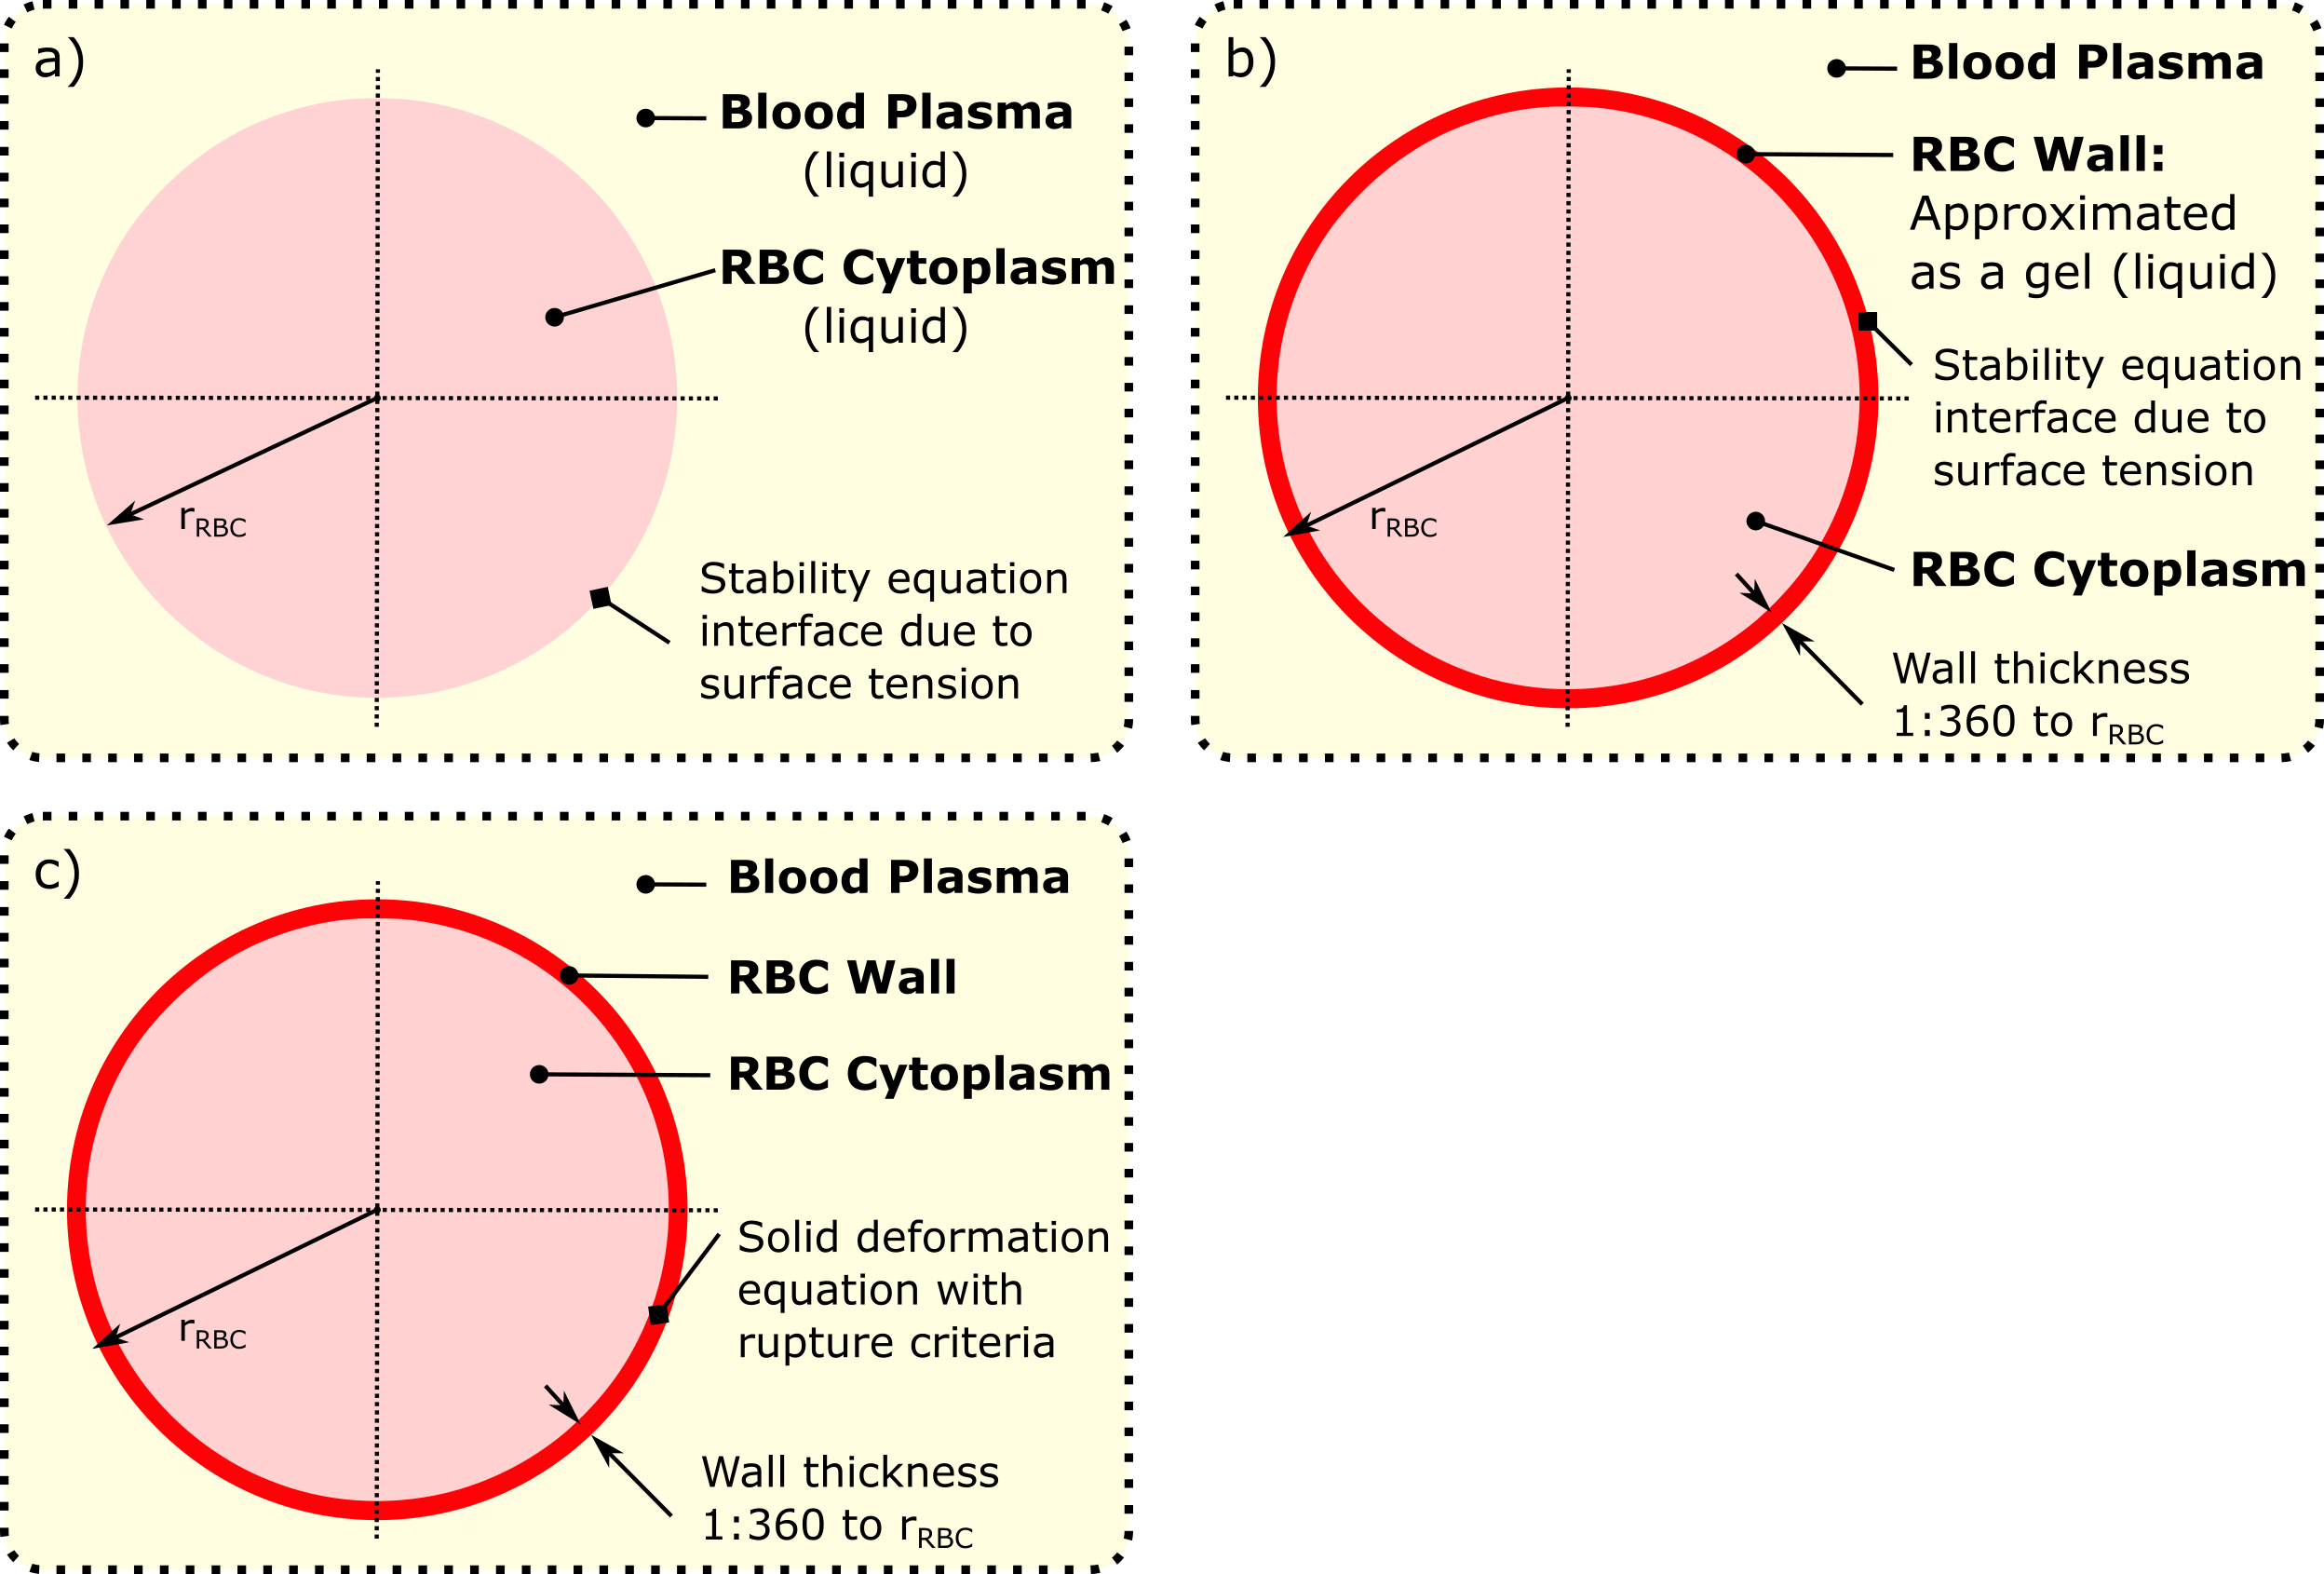 a)
Blood Plasma
(liquid)
RBC Cytoplasm
(liquid)
rRBC
Stability equation
interface due to
surface tension
b)
Blood Plasma
RBC Wall:
Approximated
as a gel (liquid)
Stability equation
interface due to
surface tension
rRBC
RBC Cytoplasm
Wall thickness
1:360 to rRBC
c)
Blood Plasma
RBC Wall
RBC Cytoplasm
Solid deformation
equation with
rupture criteria
rRBC
Wall thickness
1:360 to rRBC